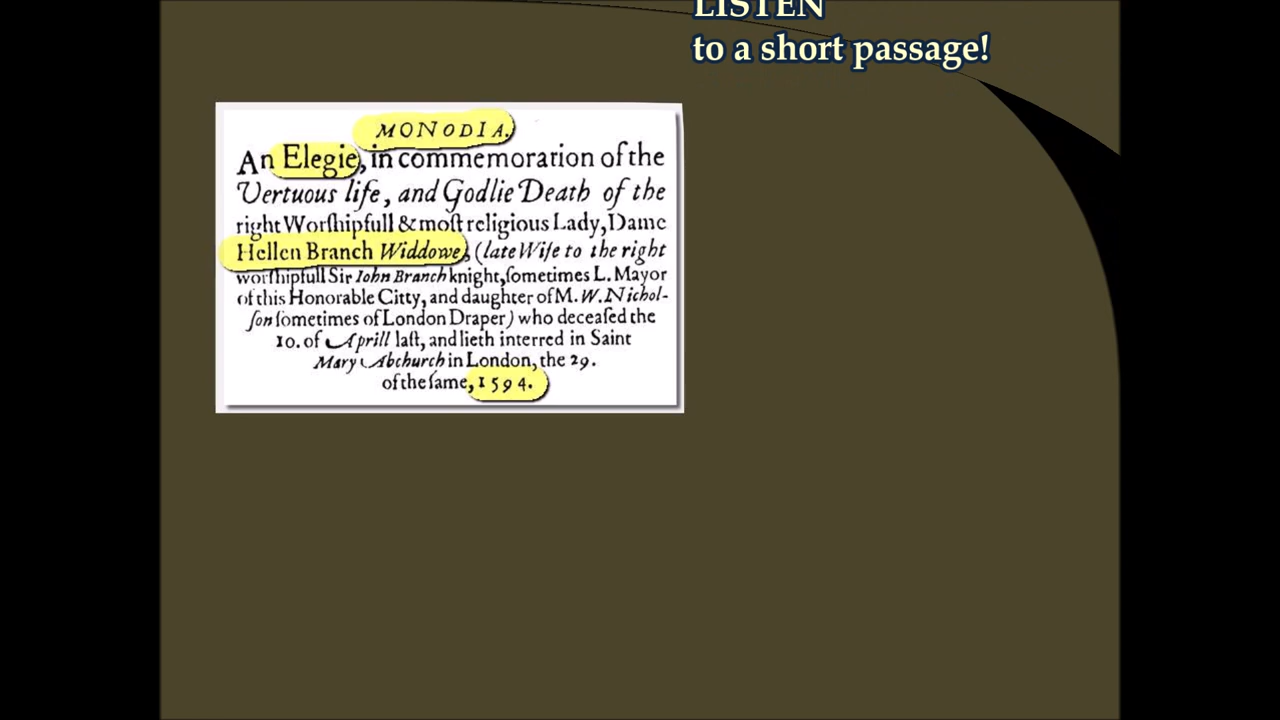 LISTEN
to a short passage!
MONODIA.
An Elegie, in commemoration of the
Vertuous life, and Godlie Death of the
right Worſhipfull & moſt religious Lady, Dame
Hellen Branch Widdowe, (late Wife to the right
worſhipfull Sir Iohn Branch knight, ſometimes L. Mayor
of this Honorable Citty, and daughter of M. W. Nichol-
ſon ſometimes of London Draper) who deceaſed the
10. of Aprill laſt, and lieth interred in Saint
Mary Abchurch in London, the 29.
of the ſame, 1594.